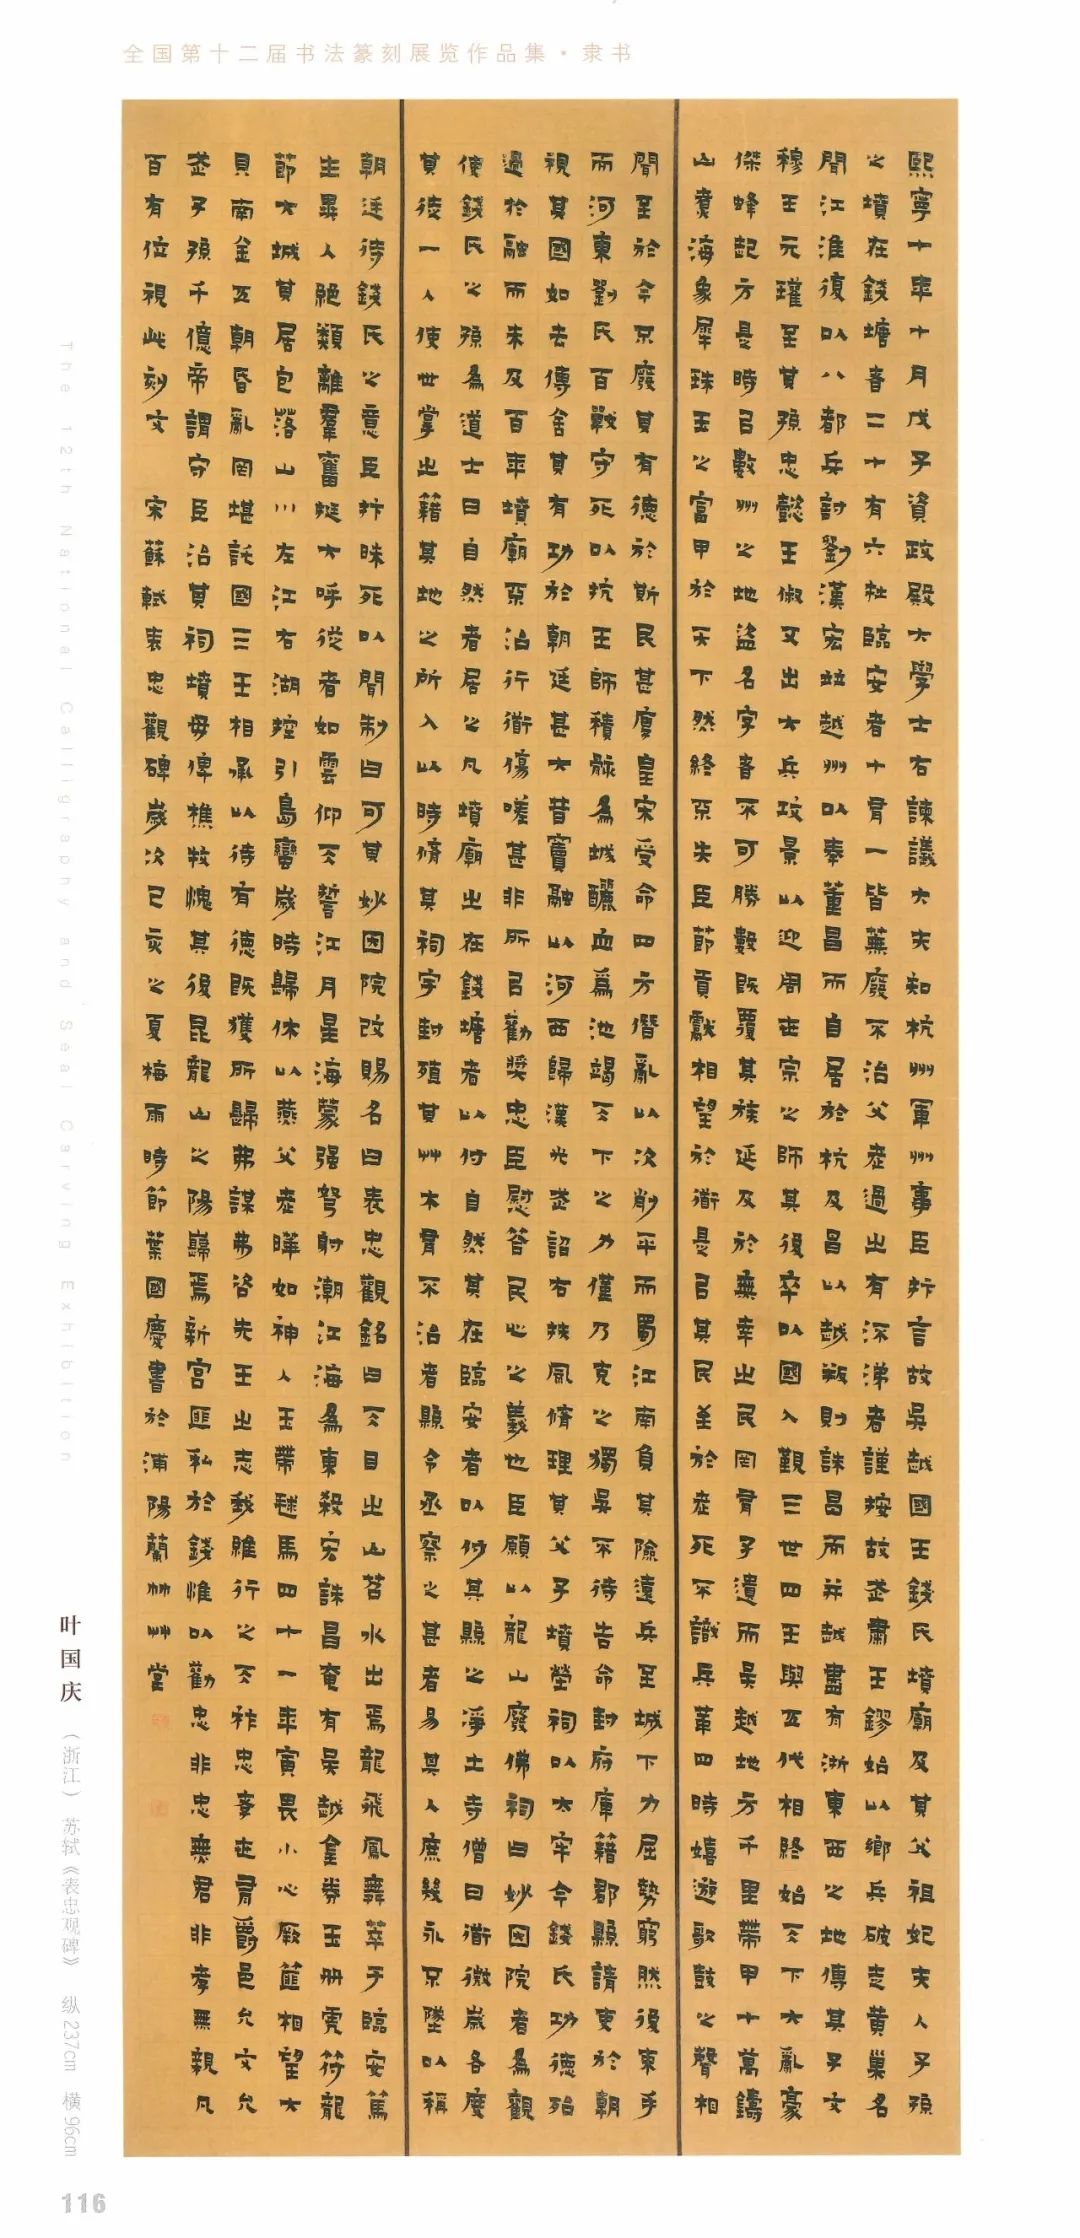 全国第十二届书法篆刻展览作品集·隶书
熙寧十年十月戊子資政殿大學士右諫議大夫知杭州軍州事臣抃言故吳越國王錢氏墳廟及其父祖妃夫人子孫
之墳在錢塘者二十有六在臨安者十有一皆蕪廢不治父老過之有流涕者謹按故武肅王鏐始以鄉兵破走黃巢名
聞江淮復以八都兵討劉漢宏並越州以奉董昌而自居於杭及昌以越叛則誅昌而并越盡有浙東西之地傳其子文
穆王元瓘至其孫忠懿王俶又出大兵攻景以迎周世宗之師其後卒以國入覲三世四王與五代相終始天下大亂豪
傑蜂起方是時以數州之地盜名字者不可勝數既覆其族延及於無辜之民罔有孑遺而吳越地方千里帶甲十萬鑄
山煮海象犀珠玉之富甲於天下然終不失臣節貢獻相望於道是以其民至於老死不識兵革四時嬉遊歌鼓之聲相
聞至於今不廢其有德於斯民甚厚皇宋受命四方僭亂以次削平而蜀江南負其險遠兵至城下力屈勢窮然後束手
而河東劉氏百戰守死以抗王師積骸為城釃血為池竭天下之力僅乃克之獨吳不待告命封府庫籍郡縣請吏於朝
視其國如去傳舍其有功於朝廷甚大昔竇融以河西歸漢光武詔右扶風脩理其父子墳塋祠以太牢今錢氏功德殆
過於融而未及百年墳廟不治行道傷嗟甚非所以勸獎忠臣慰答民心之義也臣願以龍山廢佛祠曰妙因院者為觀
使錢氏之孫為道士曰自然者居之凡墳廟之在錢塘者以付自然其在臨安者以付其縣之淨土寺僧曰道微歲各度
其徒一人使世掌之籍其地之所入以時脩其祠宇封殖其艸木有不治者縣令丞察之甚者易其人庶幾永不墜以稱
朝廷待錢氏之意臣抃昧死以聞制曰可其妙因院改賜名曰表忠觀銘曰天目之山苕水出焉龍飛鳳舞萃于臨安篤
生異人絕類離羣奮挺大呼從者如雲仰天誓江月星海蒙强弩射潮江海為東殺宏誅昌奄有吳越金券玉冊虎符龍
節大城其居包落山川左江右湖控引島蠻歲時歸休以燕父老曄如神人玉帶毬馬四十一年寅畏小心厥篚相望大
貝南金五朝昏亂罔堪託國三王相承以待有德既獲所歸弗謀弗咨先王之志我維行之天祚忠孝世有爵邑允文允
武子孫千億帝謂守臣治其祠墳毋俾樵牧愧其後昆龍山之陽巋焉新宮匪私於錢惟以勸忠非忠無君非孝無親凡
百有位視此刻文 宋蘇軾表忠觀碑歲次己亥之夏梅雨時節葉國慶書於浦陽蘭竹艸堂
The 12th National Calligraphy and Seal Carving Exhibition
叶国庆 （浙江） 苏轼《表忠观碑》 纵237cm 横96cm
116